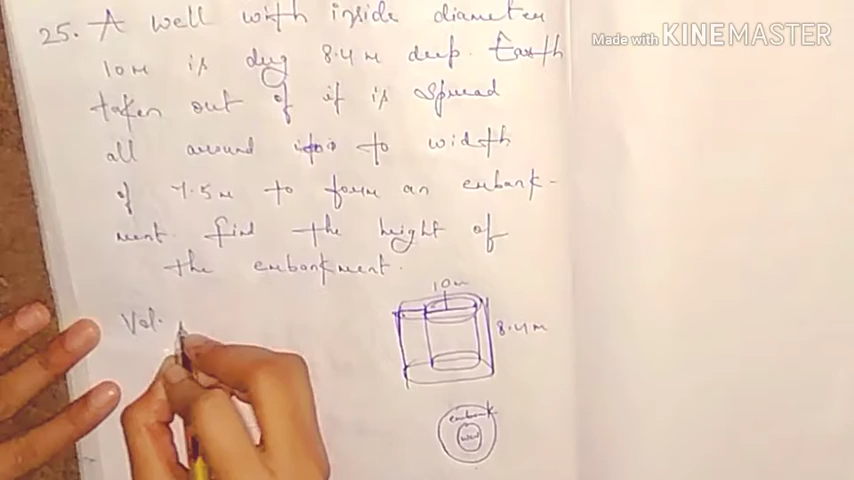 Made with KINEMASTER
25. A well with inside diameter
10m is dug 8.4m deep. Earth
taken out of it is spread
all around it to width
of 7.5m to form an embank-
ment. find the height of
the embankment.
Vol.
10m
8.4m
embank.
well